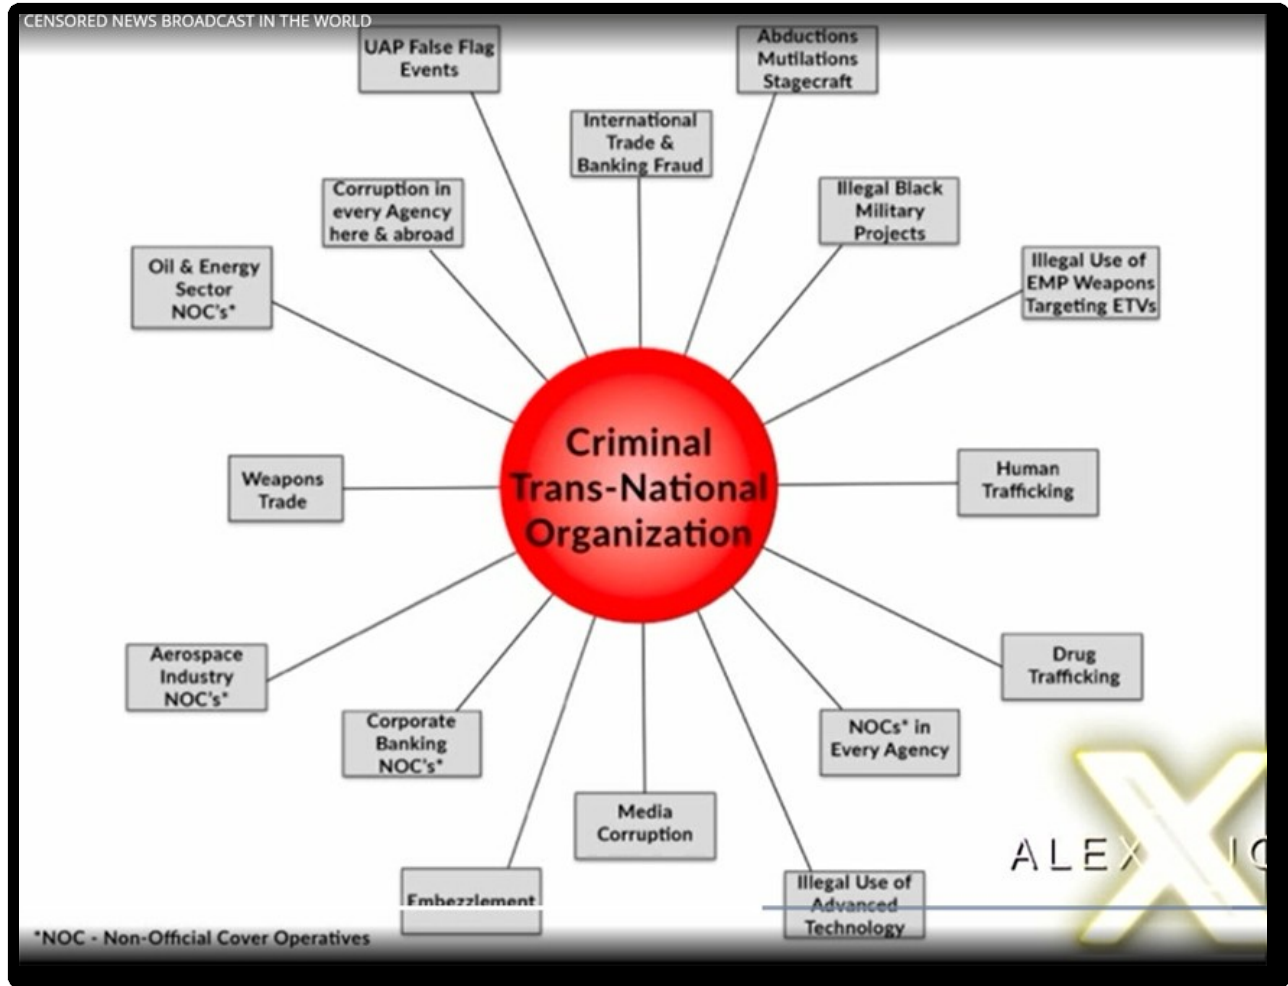 CENSORED NEWS BROADCAST IN THE WORLD
UAP False Flag
Events
Abductions
Mutilations
Stagecraft
International
Trade &
Banking Fraud
Corruption in
every Agency
here & abroad
Illegal Black
Military
Projects
Oil & Energy
Sector
NOC's*
Illegal Use of
EMP Weapons
Targeting ETVs
Criminal
Trans-National
Organization
Weapons
Trade
Human
Trafficking
Aerospace
Industry
NOC's*
Drug
Trafficking
Corporate
Banking
NOC's*
NOCs* in
Every Agency
Media
Corruption
Embezzlement
Illegal Use of
Advanced
Technology
ALEX
*NOC - Non-Official Cover Operatives